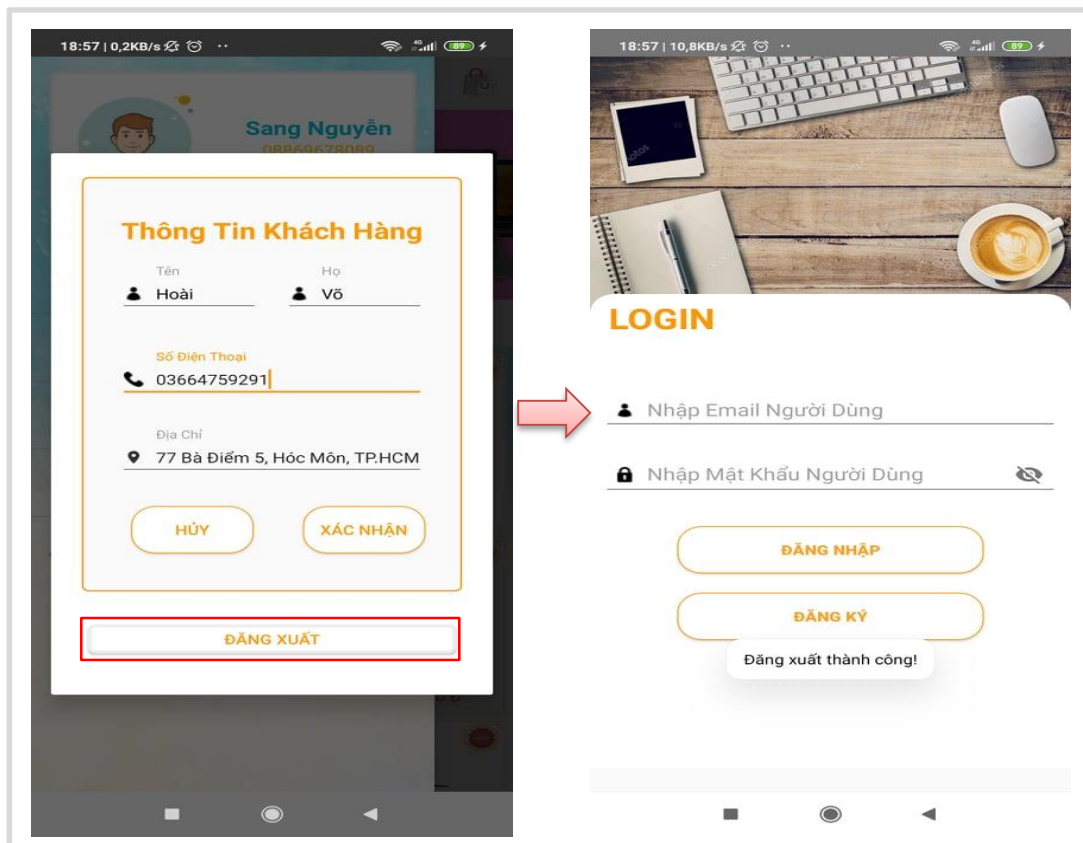 18:57 | 0,2KB/s
4G
89
Sang Nguyễn
08869678089
Thông Tin Khách Hàng
Tên Họ
Hoài Võ
Số Điện Thoại
03664759291
Địa Chỉ
77 Bà Điểm 5, Hóc Môn, TP.HCM
HỦY XÁC NHẬN
ĐĂNG XUẤT
18:57 | 10,8KB/s
4G
89
LOGIN
Nhập Email Người Dùng
Nhập Mật Khẩu Người Dùng
ĐĂNG NHẬP
ĐĂNG KÝ
Đăng xuất thành công!